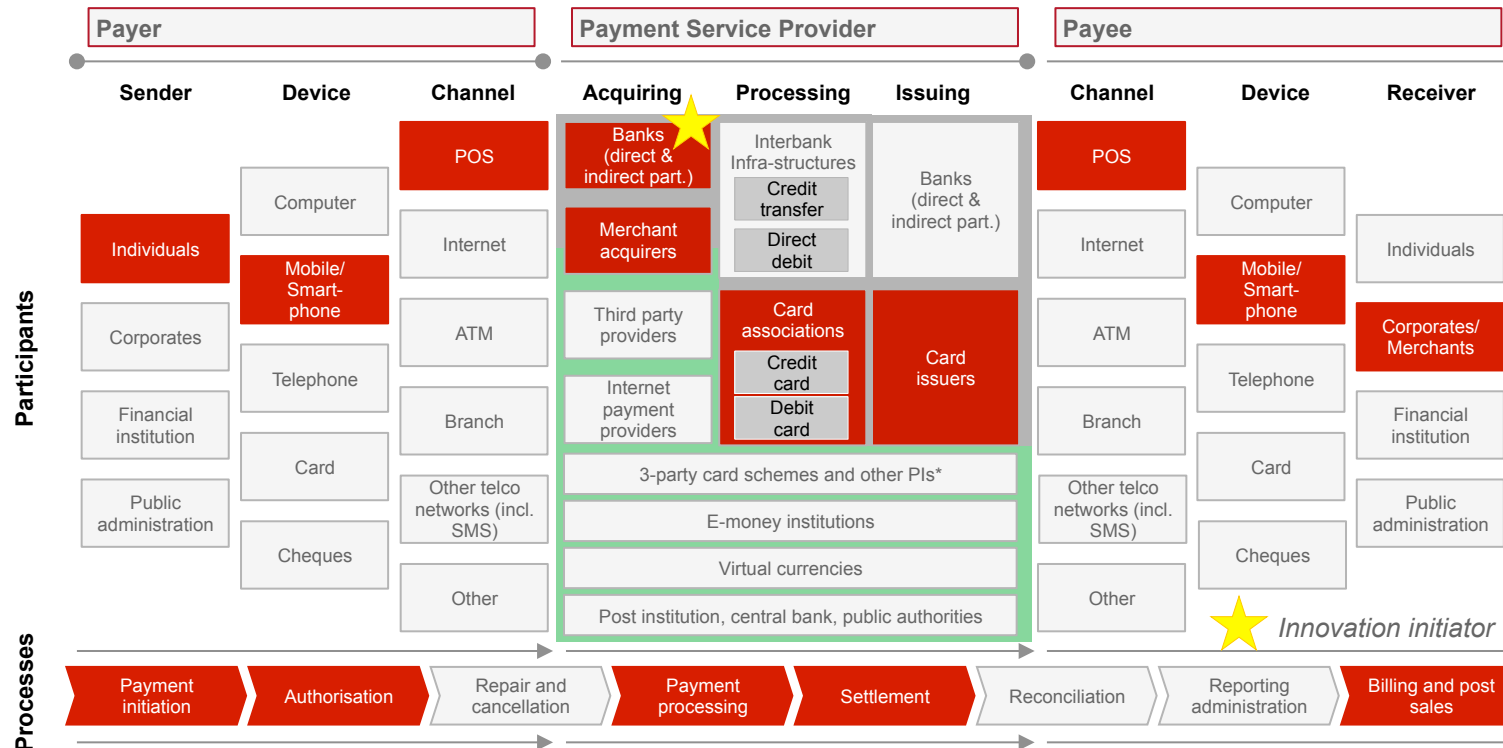 Payer
Payment Service Provider
Payee
Sender
Device
Channel
Acquiring
Processing
Issuing
Channel
Device
Receiver
Participants
Individuals
Corporates
Financial
institution
Public
administration
Computer
Mobile/
Smart-
phone
Telephone
Card
Cheques
POS
Internet
ATM
Branch
Other telco
networks (incl.
SMS)
Other
Banks
(direct &
indirect part.)
Merchant
acquirers
Third party
providers
Internet
payment
providers
Interbank
Infra-structures
Credit
transfer
Direct
debit
Card
associations
Credit
card
Debit
card
Banks
(direct &
indirect part.)
Card
issuers
3-party card schemes and other PIs*
E-money institutions
Virtual currencies
Post institution, central bank, public authorities
POS
Internet
ATM
Branch
Other telco
networks (incl.
SMS)
Other
Computer
Mobile/
Smart-
phone
Telephone
Card
Cheques
Individuals
Corporates/
Merchants
Financial
institution
Public
administration
Innovation initiator
Processes
Payment
initiation
Authorisation
Repair and
cancellation
Payment
processing
Settlement
Reconciliation
Reporting
administration
Billing and post
sales